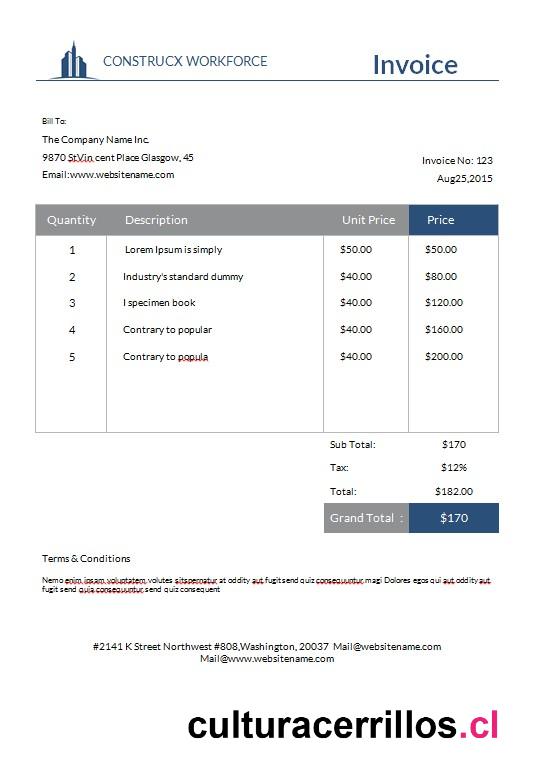 CONSTRUCX WORKFORCE
Invoice
Bill To:
The Company Name Inc.
9870 St.Vin cent Place Glasgow, 45
Email:www.websitename.com
Invoice No: 123
Aug25,2015
Quantity Description Unit Price Price
1 Lorem Ipsum is simply $50.00 $50.00
2 Industry's standard dummy $40.00 $80.00
3 I specimen book $40.00 $120.00
4 Contrary to popular $40.00 $160.00
5 Contrary to popula $40.00 $200.00
Sub Total: $170
Tax: $12%
Total: $182.00
Grand Total : $170
Terms & Conditions
Nemo enim ipsam voluptatem volutes sitspernatur at oddity aut fugit send quiz consequuntur magi Dolores egos qui aut oddity aut
fugit send quia consequuntur send quiz consequent
#2141 K Street Northwest #808,Washington, 20037 Mail@websitename.com
Mail@www.websitename.com
culturacerrillos.cl